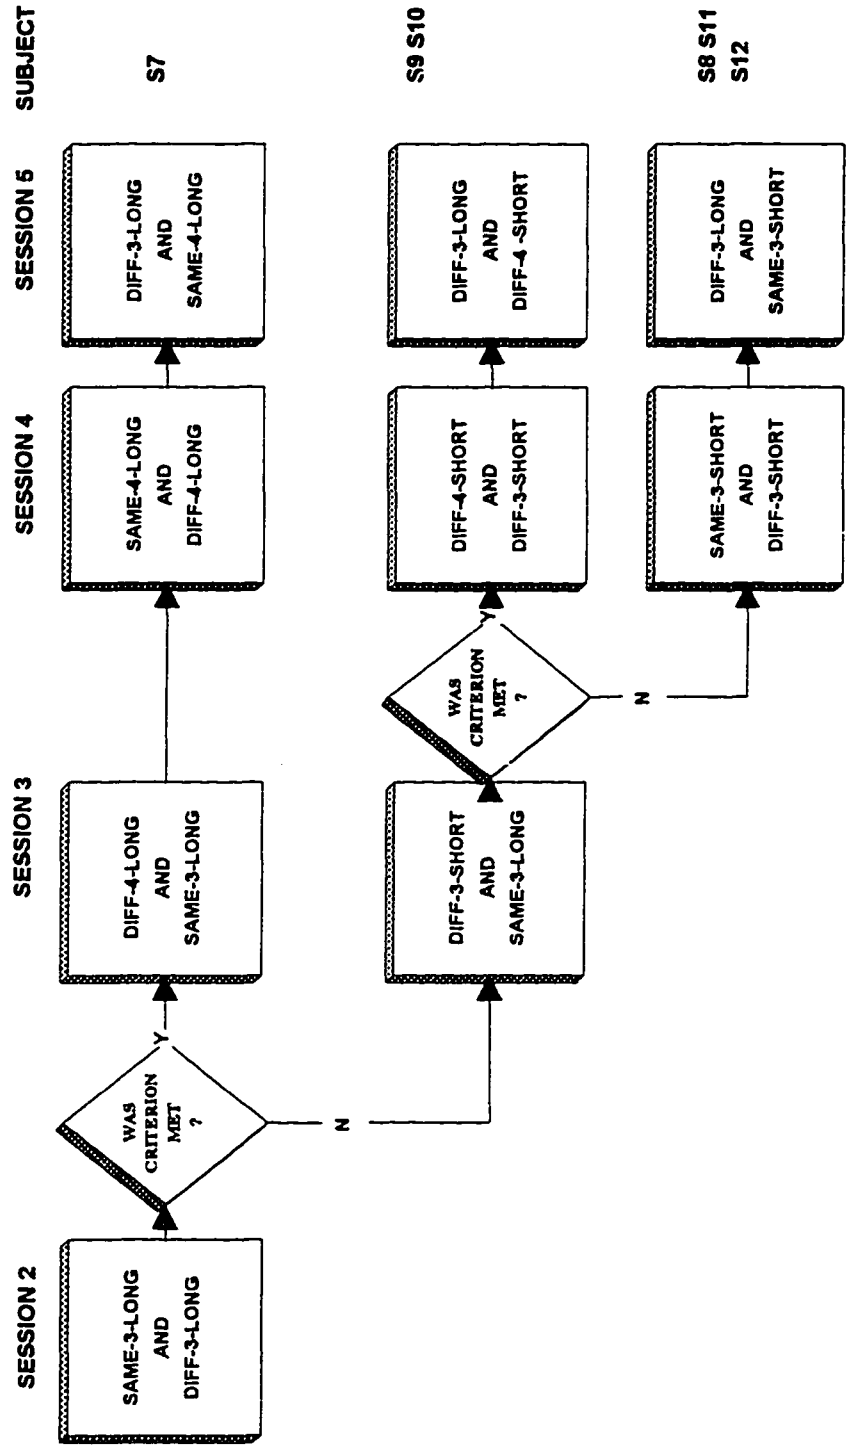 SESSION 2
SESSION 3
SESSION 4
SESSION 5
SUBJECT
SAME-3-LONG
AND
DIFF-3-LONG
WAS
CRITERION
MET
?
Y
N
DIFF-4-LONG
AND
SAME-3-LONG
SAME-4-LONG
AND
DIFF-4-LONG
DIFF-3-LONG
AND
SAME-4-LONG
S7
DIFF-3-SHORT
AND
SAME-3-LONG
WAS
CRITERION
MET
?
Y
N
DIFF-4-SHORT
AND
DIFF-3-SHORT
DIFF-3-LONG
AND
DIFF-4 -SHORT
S9 S10
SAME-3-SHORT
AND
DIFF-3-SHORT
DIFF-3-LONG
AND
SAME-3-SHORT
S8 S11
S12